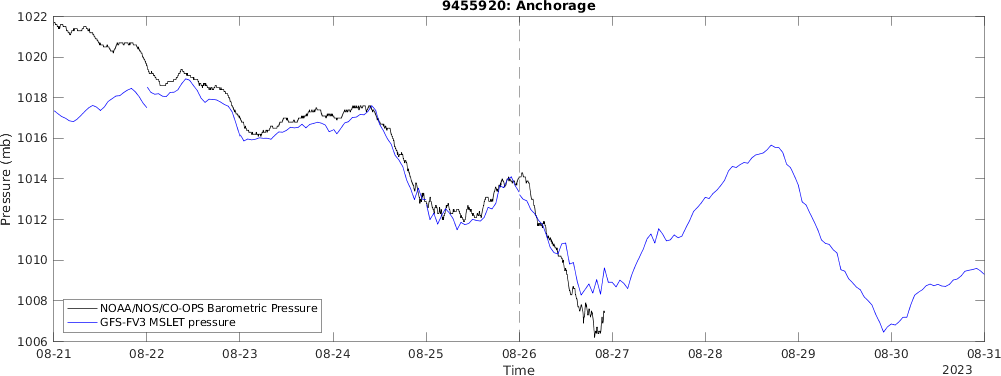 9455920: Anchorage
1022
1020
1018
1016
1014
1012
1010
1008
1006
Pressure (mb)
NOAA/NOS/CO-OPS Barometric Pressure
GFS-FV3 MSLET pressure
08-21 08-22 08-23 08-24 08-25 08-26 08-27 08-28 08-29 08-30 08-31
Time
2023